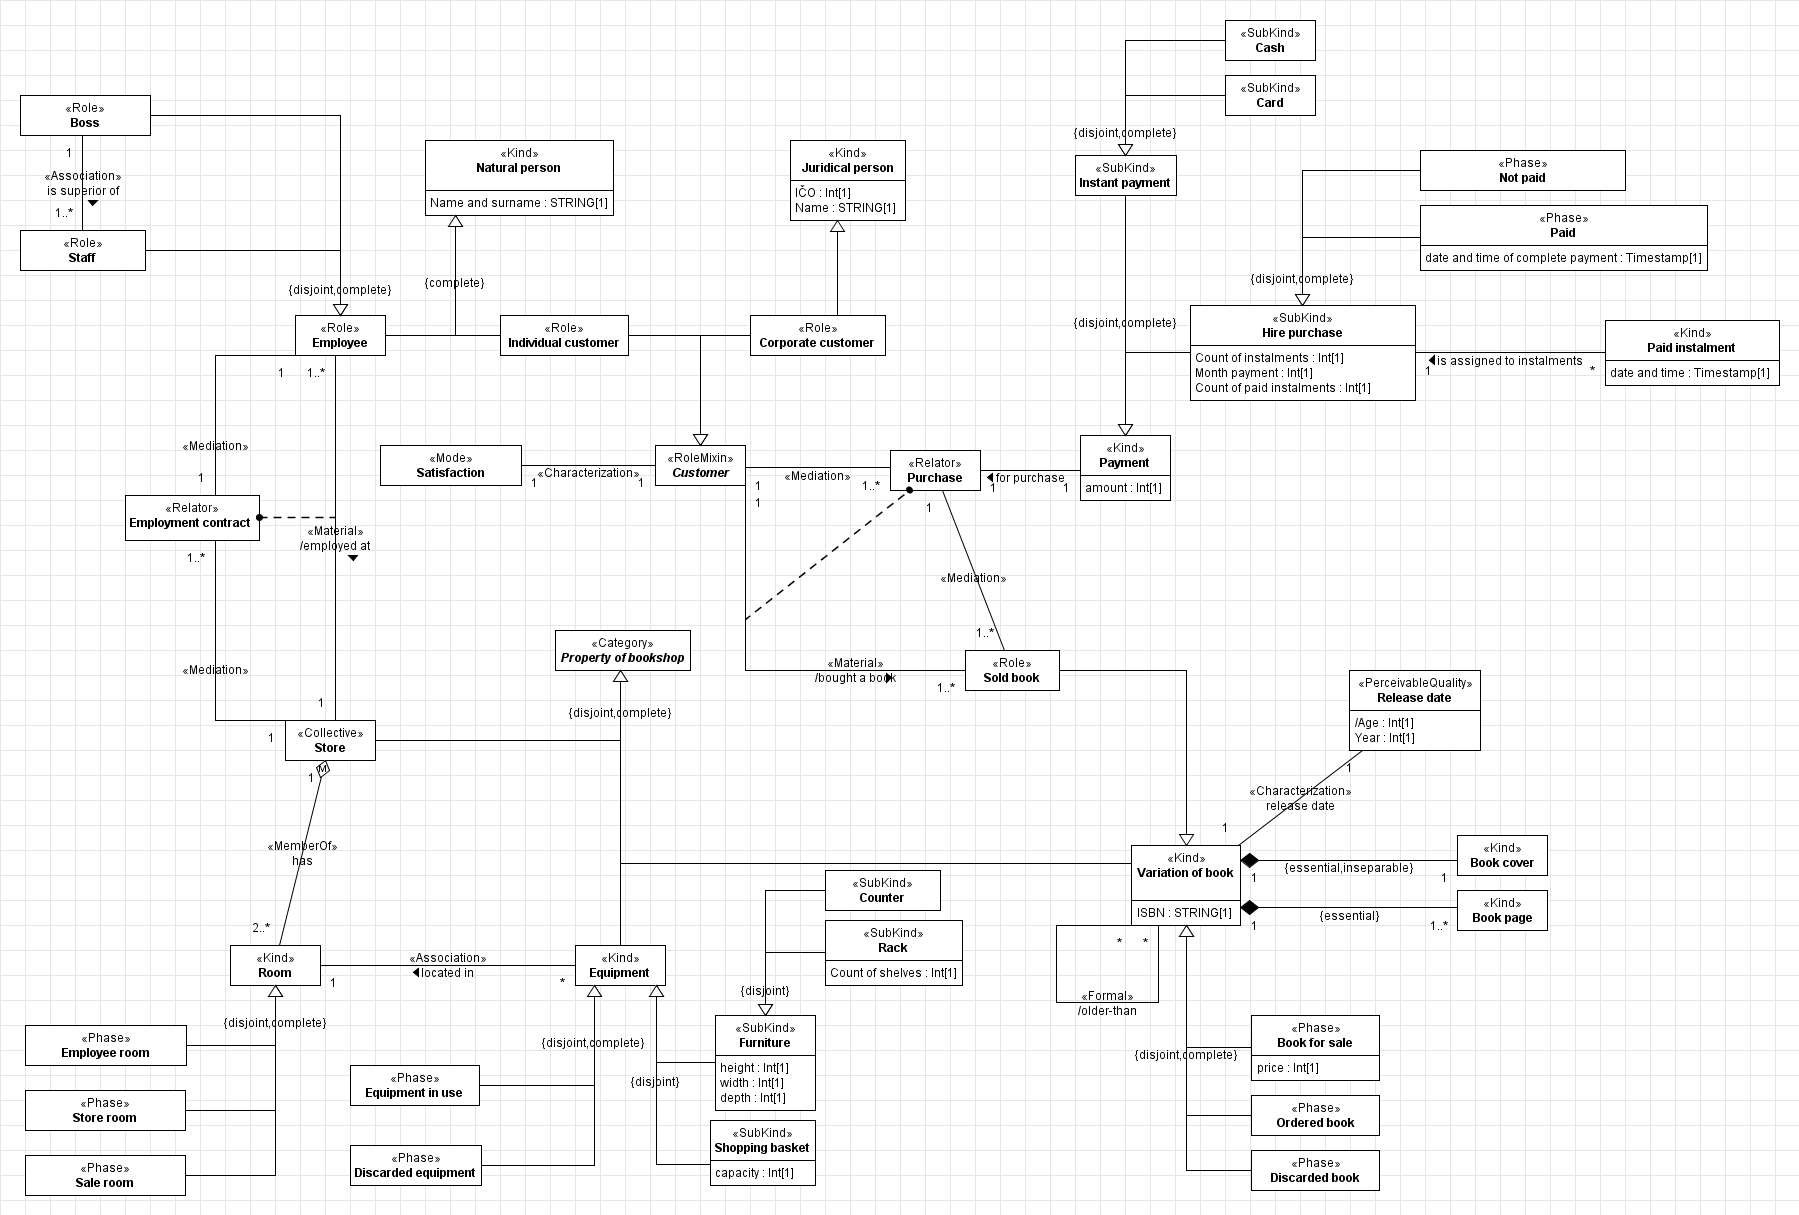 «SubKind»
Cash
«SubKind»
Card
{disjoint,complete}
«SubKind»
Instant payment
«Role»
Boss
1
«Association»
is superior of
1..*
«Role»
Staff
{disjoint,complete}
«Kind»
Natural person
Name and surname : STRING[1]
{complete}
«Kind»
Juridical person
IČO : Int[1]
Name : STRING[1]
«Phase»
Not paid
«Phase»
Paid
date and time of complete payment : Timestamp[1]
{disjoint,complete}
«Role»
Employee
«Role»
Individual customer
«Role»
Corporate customer
{disjoint,complete}
«SubKind»
Hire purchase
Count of instalments : Int[1]
Month payment : Int[1]
Count of paid instalments : Int[1]
is assigned to instalments
1
*
«Kind»
Paid instalment
date and time : Timestamp[1]
1
1..*
«Mediation»
1
«Mode»
Satisfaction
«Characterization»
1
1
«RoleMixin»
Customer
«Mediation»
1
1..*
1
«Relator»
Purchase
for purchase
1
1
«Kind»
Payment
amount : Int[1]
«Relator»
Employment contract
1..*
«Material»
/employed at
1
«Mediation»
1..*
«Mediation»
1
1
«Category»
Property of bookshop
{disjoint,complete}
«Material»
/bought a book
1..*
«Role»
Sold book
«Collective»
Store
M
1
«MemberOf»
has
2..*
«PerceivableQuality»
Release date
/Age : Int[1]
Year : Int[1]
1
«Characterization»
release date
1
«Kind»
Variation of book
ISBN : STRING[1]
{essential,inseparable}
1
1
«Kind»
Book cover
{essential}
1
1..*
«Kind»
Book page
*
*
«Formal»
/older-than
«SubKind»
Counter
«SubKind»
Rack
Count of shelves : Int[1]
{disjoint}
«Kind»
Room
«Association»
located in
1
*
«Kind»
Equipment
{disjoint,complete}
«Phase»
Employee room
«Phase»
Store room
«Phase»
Sale room
{disjoint,complete}
«Phase»
Equipment in use
«Phase»
Discarded equipment
{disjoint}
«SubKind»
Furniture
height : Int[1]
width : Int[1]
depth : Int[1]
«SubKind»
Shopping basket
capacity : Int[1]
{disjoint,complete}
«Phase»
Book for sale
price : Int[1]
«Phase»
Ordered book
«Phase»
Discarded book